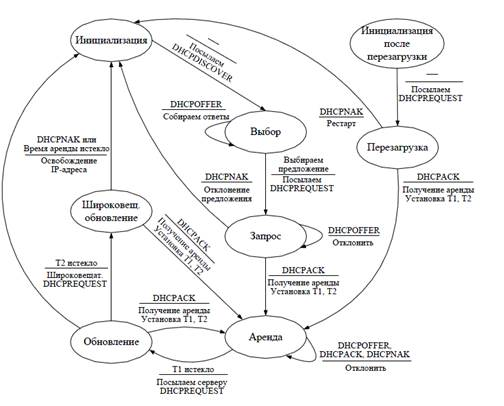 Инициализация
—
Посылаем
DHCPDISCOVER
Инициализация
после
перезагрузки
—
Посылаем
DHCPREQUEST
DHCPOFFER
Собираем ответы
Выбор
DHCPNAK
Рестарт
Перезагрузка
DHCPNAK или
Время аренды истекло
Освобождение
IP-адреса
DHCPNAK
Отклонение
предложения
Выбираем
предложение
Посылаем
DHCPREQUEST
DHCPACK
Получение аренды
Установка T1, T2
Широковещ.
обновление
DHCPACK
Получение аренды
Установка T1, T2
Запрос
DHCPOFFER
Отклонить
T2 истекло
Широковещат.
DHCPREQUEST
DHCPACK
Получение аренды
Установка T1, T2
DHCPACK
Получение аренды
Установка T1, T2
Обновление
Аренда
DHCPOFFER,
DHCPACK, DHCPNAK
Отклонить
T1 истекло
Посылаем серверу
DHCPREQUEST